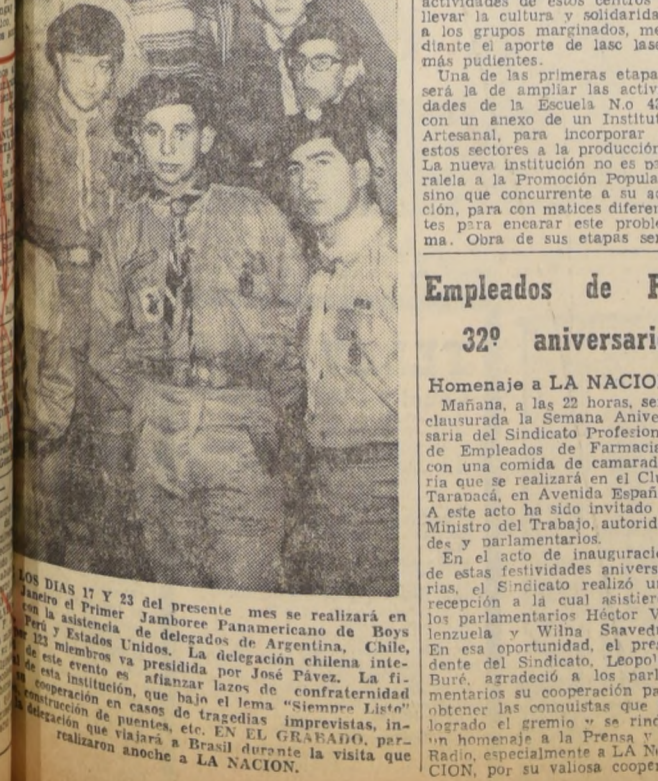 actividades de estos centros
llevar la cultura y solidarida
a los grupos marginados, me
diante el aporte de lasc lasc
más pudientes.
Una de las primeras etapa
será la de ampliar las activ
dades de la Escuela N.o 42
con un anexo de un Institut
Artesanal, para incorporar
estos sectores a la producción
La nueva institución no es pa
ralela a la Promoción Popula
sino que concurrente a su a
ción, para con matices diferen
tes para encarar este proble
ma. Obra de sus etapas ser
Empleados de F
32º aniversari
Homenaje a LA NACIO
Mañana, a las 22 horas, se
clausurada la Semana Anive
saria del Sindicato Profesion
de Empleados de Farmacia
con una comida de camarad
ría que se realizará en el Clu
Tarapacá, en Avenida Españ
A este acto ha sido invitado
Ministro del Trabajo, autorid
des y parlamentarios.
En el acto de inauguració
de estas festividades anivers
rias, el Sindicato realizó un
recepción a la cual asistier
los parlamentarios Héctor V
lenzuela y Wilna Saaved
En esa oportunidad, el pre
dente del Sindicato, Leopol
Buré, agradeció a los parl
mentarios su cooperación pa
obtener las conquistas que
logrado el gremio y se rind
un homenaje a la Prensa y
Radio, especialmente a LA N
CION, por su valiosa cooper
LOS DIAS 17 Y 23 del presente mes se realizará en
Janeiro el Primer Jamboree Panamericano de Boys
con la asistencia de delegados de Argentina, Chile,
Perú y Estados Unidos. La delegación chilena inte-
por 123 miembros va presidida por José Pávez. La fi-
de este evento es afianzar lazos de confraternidad
de esta institución, que bajo el lema "Siempre Listo"
cooperación en casos de tragedias imprevistas, in-
construcción de puentes, etc. EN EL GRABADO, par-
la delegación que viajará a Brasil durante la visita que
realizaron anoche a LA NACION.